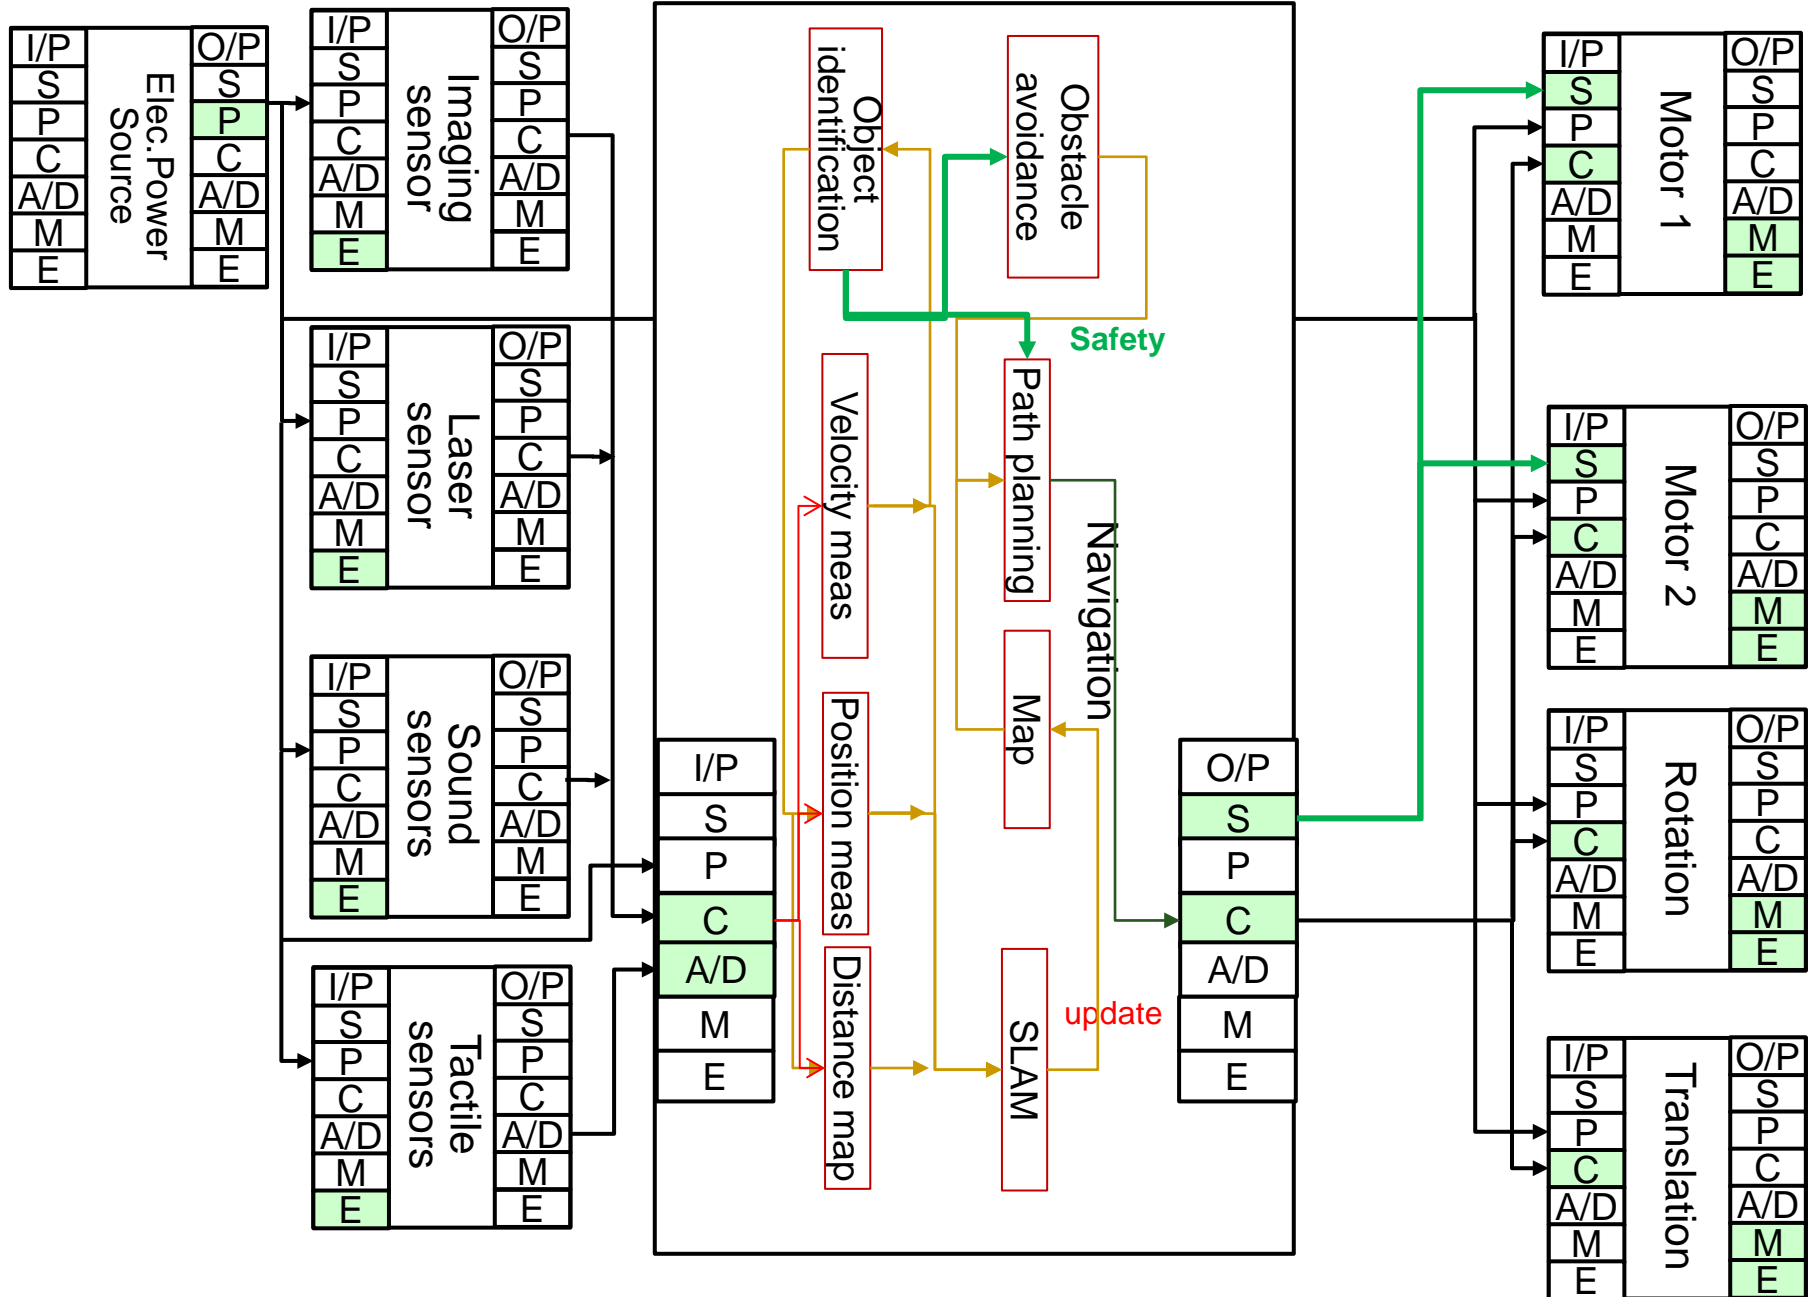 I/P
S
P
C
A/D
M
E
Elec.Power
Source
O/P
S
P
C
A/D
M
E
I/P
S
P
C
A/D
M
E
Imaging
sensor
O/P
S
P
C
A/D
M
E
I/P
S
P
C
A/D
M
E
Laser
sensor
O/P
S
P
C
A/D
M
E
I/P
S
P
C
A/D
M
E
Sound
sensors
O/P
S
P
C
A/D
M
E
I/P
S
P
C
A/D
M
E
Tactile
sensors
O/P
S
P
C
A/D
M
E
I/P
S
P
C
A/D
M
E
Object
identification
Obstacle
avoidance
Safety
Velocity meas
Path planning
Navigation
Position meas
Map
Distance map
SLAM
update
O/P
S
P
C
A/D
M
E
I/P
S
P
C
A/D
M
E
Motor 1
O/P
S
P
C
A/D
M
E
I/P
S
P
C
A/D
M
E
Motor 2
O/P
S
P
C
A/D
M
E
I/P
S
P
C
A/D
M
E
Rotation
O/P
S
P
C
A/D
M
E
I/P
S
P
C
A/D
M
E
Translation
O/P
S
P
C
A/D
M
E